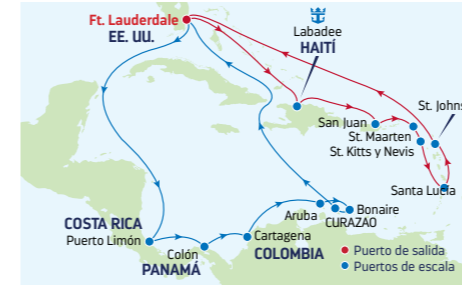 Ft. Lauderdale
EE. UU.
Labadee
HAITÍ
San Juan
St. Maarten
St. Kitts y Nevis
St. Johns
Santa Lucía
Aruba
Bonaire
CURAZAO
COSTA RICA
Puerto Limón
Colón
PANAMÁ
Cartagena
COLOMBIA
Puerto de salida
Puertos de escala